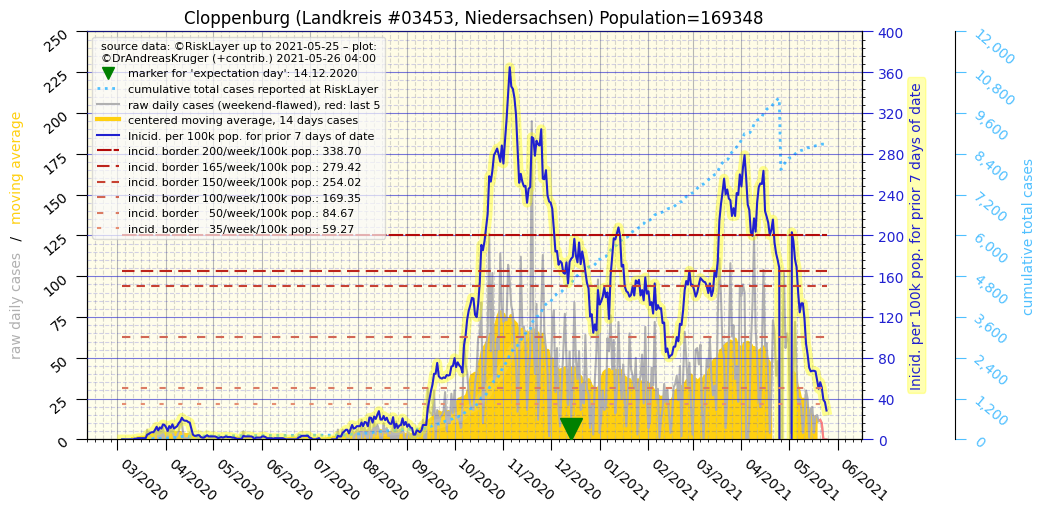 Cloppenburg (Landkreis #03453, Niedersachsen) Population=169348
source data: ©RiskLayer up to 2021-05-25 – plot:
©DrAndreasKruger (+contrib.) 2021-05-26 04:00
marker for 'expectation day': 14.12.2020
cumulative total cases reported at RiskLayer
raw daily cases (weekend-flawed), red: last 5
centered moving average, 14 days cases
Inicid. per 100k pop. for prior 7 days of date
incid. border 200/week/100k pop.: 338.70
incid. border 165/week/100k pop.: 279.42
incid. border 150/week/100k pop.: 254.02
incid. border 100/week/100k pop.: 169.35
incid. border   50/week/100k pop.: 84.67
incid. border   35/week/100k pop.: 59.27
raw daily cases / moving average
250
225
200
175
150
125
100
75
50
25
0
03/2020
04/2020
05/2020
06/2020
07/2020
08/2020
09/2020
10/2020
11/2020
12/2020
01/2021
02/2021
03/2021
04/2021
05/2021
06/2021
400
360
320
280
240
200
160
120
80
40
0
Inicid. per 100k pop. for prior 7 days of date
12,000
10,800
9,600
8,400
7,200
6,000
4,800
3,600
2,400
1,200
0
cumulative total cases